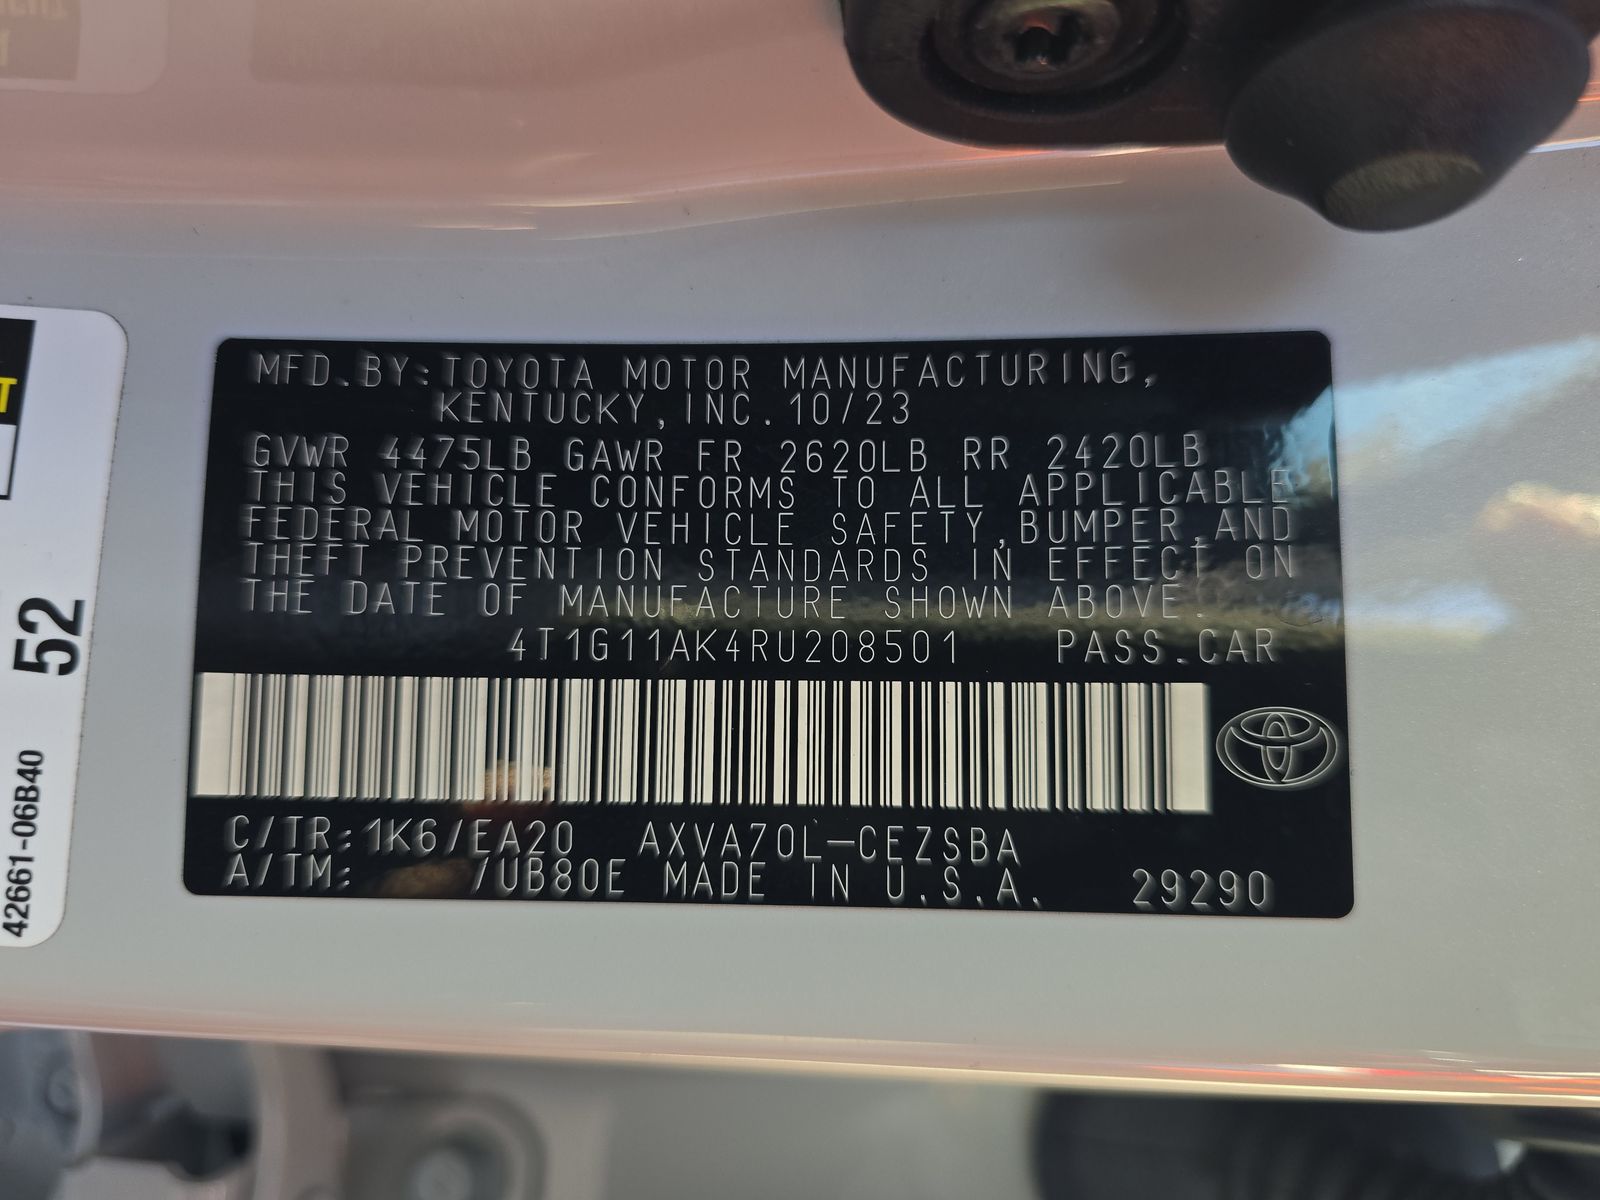 MFD.BY:TOYOTA MOTOR MANUFACTURING,
KENTUCKY,INC.10/23
GVWR 4475LB GAWR FR 2620LB RR 2420LB
THIS VEHICLE CONFORMS TO ALL APPLICABLE
FEDERAL MOTOR VEHICLE SAFETY,BUMPER,AND
THEFT PREVENTION STANDARDS IN EFFECT ON
THE DATE OF MANUFACTURE SHOWN ABOVE.
4T1G11AK4RU208501 PASS.CAR
C/TR:1K6/EA20 AXVA70L-CEZSBA
A/TM: /UB80E MADE IN U.S.A. 29290
T
52
42661-06B40